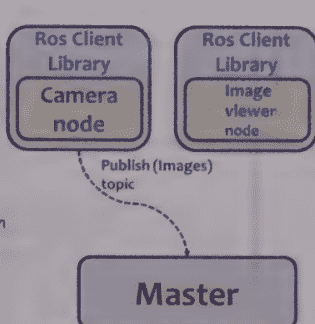 Ros Client
Library
Camera
node
Ros Client
Library
Image
viewer
node
Publish (Images)
topic
Master